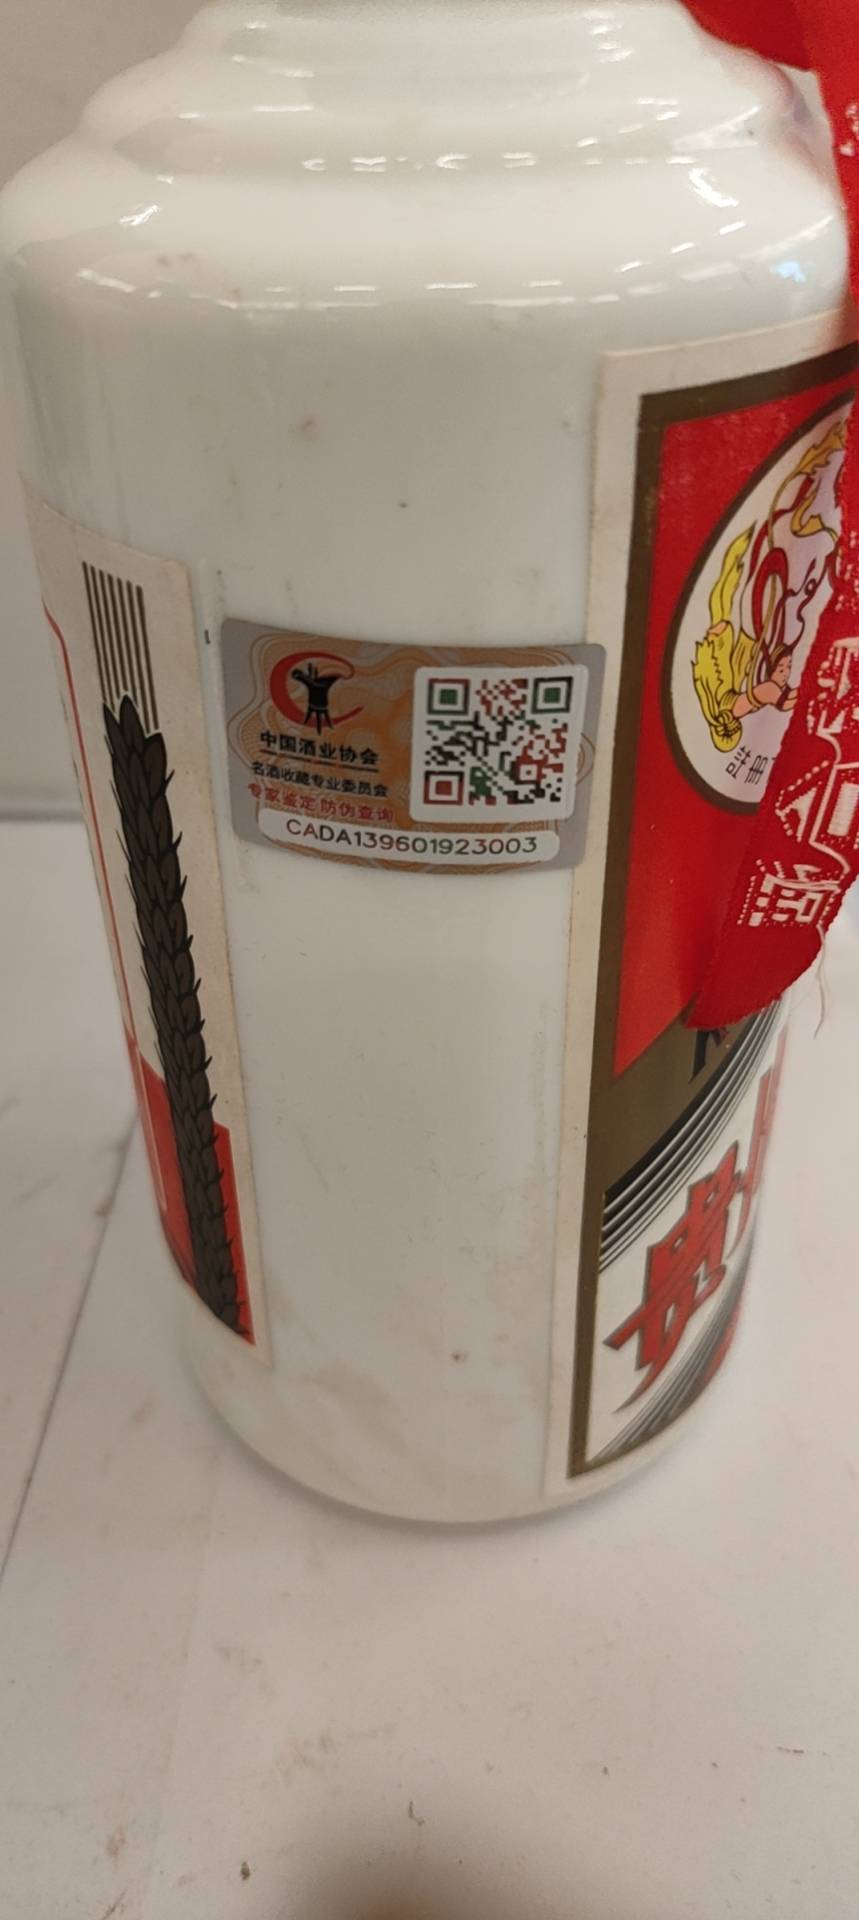 中国酒业协会
名酒收藏专业委员会
专家鉴定 防伪查询
CADA139601923003
贵